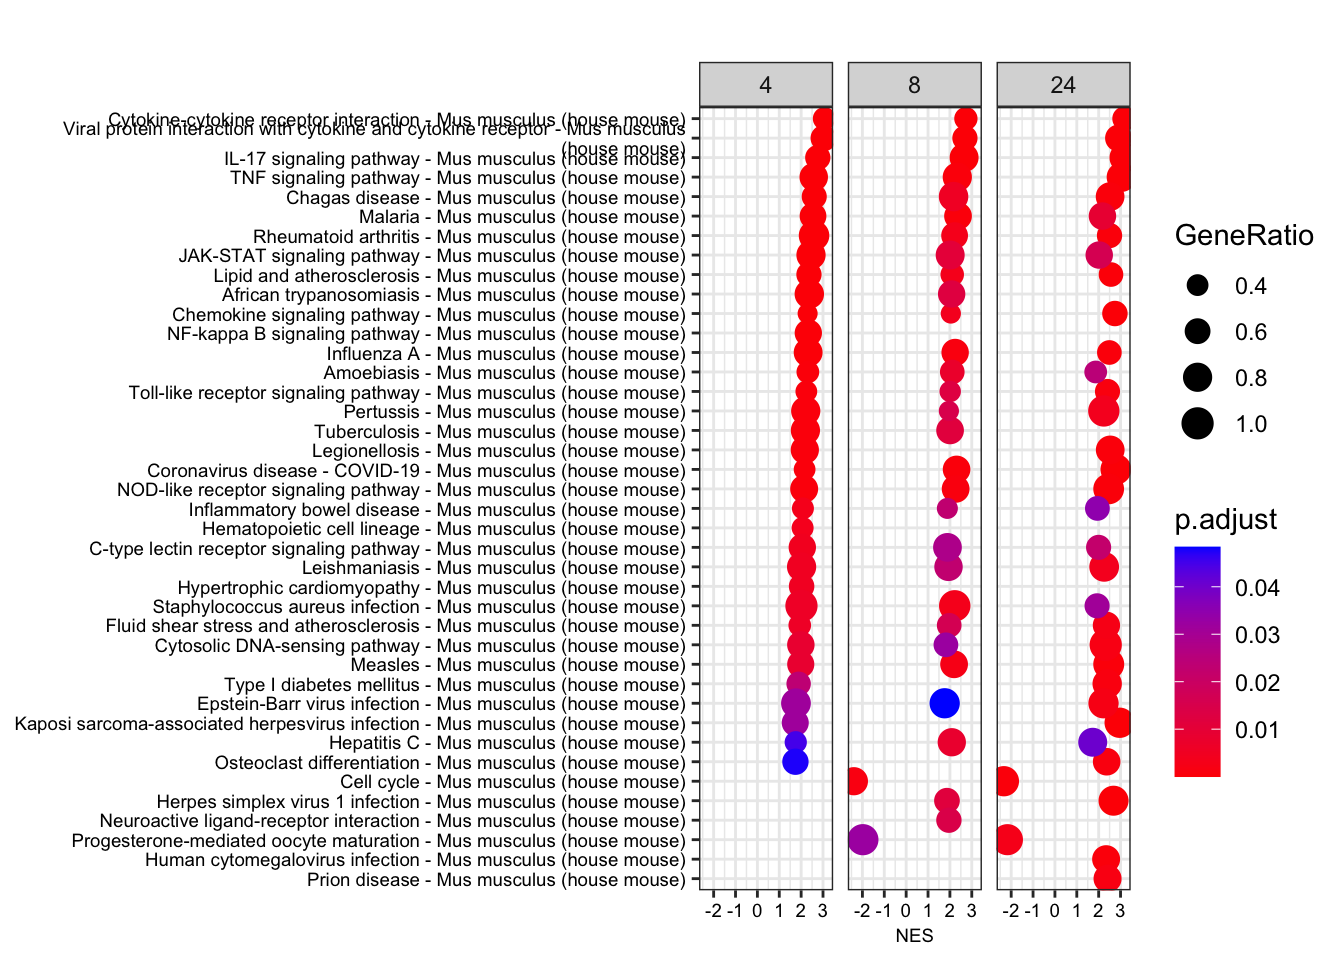 4 8 24
Cytokine-cytokine receptor interaction - Mus musculus (house mouse)
Viral protein interaction with cytokine and cytokine receptor - Mus musculus
(house mouse)
IL-17 signaling pathway - Mus musculus (house mouse)
TNF signaling pathway - Mus musculus (house mouse)
Chagas disease - Mus musculus (house mouse)
Malaria - Mus musculus (house mouse)
Rheumatoid arthritis - Mus musculus (house mouse)
JAK-STAT signaling pathway - Mus musculus (house mouse)
Lipid and atherosclerosis - Mus musculus (house mouse)
African trypanosomiasis - Mus musculus (house mouse)
Chemokine signaling pathway - Mus musculus (house mouse)
NF-kappa B signaling pathway - Mus musculus (house mouse)
Influenza A - Mus musculus (house mouse)
Amoebiasis - Mus musculus (house mouse)
Toll-like receptor signaling pathway - Mus musculus (house mouse)
Pertussis - Mus musculus (house mouse)
Tuberculosis - Mus musculus (house mouse)
Legionellosis - Mus musculus (house mouse)
Coronavirus disease - COVID-19 - Mus musculus (house mouse)
NOD-like receptor signaling pathway - Mus musculus (house mouse)
Inflammatory bowel disease - Mus musculus (house mouse)
Hematopoietic cell lineage - Mus musculus (house mouse)
C-type lectin receptor signaling pathway - Mus musculus (house mouse)
Leishmaniasis - Mus musculus (house mouse)
Hypertrophic cardiomyopathy - Mus musculus (house mouse)
Staphylococcus aureus infection - Mus musculus (house mouse)
Fluid shear stress and atherosclerosis - Mus musculus (house mouse)
Cytosolic DNA-sensing pathway - Mus musculus (house mouse)
Measles - Mus musculus (house mouse)
Type I diabetes mellitus - Mus musculus (house mouse)
Epstein-Barr virus infection - Mus musculus (house mouse)
Kaposi sarcoma-associated herpesvirus infection - Mus musculus (house mouse)
Hepatitis C - Mus musculus (house mouse)
Osteoclast differentiation - Mus musculus (house mouse)
Cell cycle - Mus musculus (house mouse)
Herpes simplex virus 1 infection - Mus musculus (house mouse)
Neuroactive ligand-receptor interaction - Mus musculus (house mouse)
Progesterone-mediated oocyte maturation - Mus musculus (house mouse)
Human cytomegalovirus infection - Mus musculus (house mouse)
Prion disease - Mus musculus (house mouse)
-2 -1 0 1 2 3 -2 -1 0 1 2 3 -2 -1 0 1 2 3
NES
GeneRatio
0.4
0.6
0.8
1.0
p.adjust
0.04
0.03
0.02
0.01